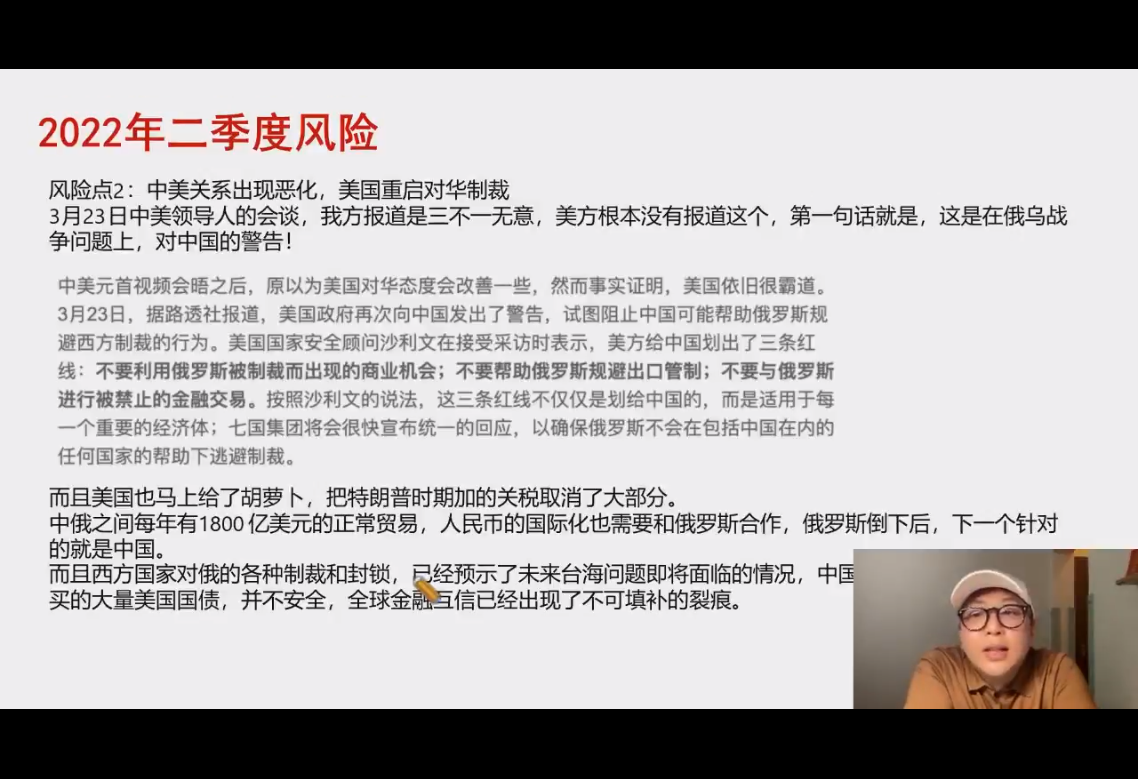 2022年二季度风险
风险点2：中美关系出现恶化，美国重启对华制裁
3月23日中美领导人的会谈，我方报道是三不一无意，美方根本没有报道这个，第一句话就是，这是在俄乌战
争问题上，对中国的警告！
中美元首视频会晤之后，原以为美国对华态度会改善一些，然而事实证明，美国依旧很霸道。
3月23日，据路透社报道，美国政府再次向中国发出了警告，试图阻止中国可能帮助俄罗斯规
避西方制裁的行为。美国国家安全顾问沙利文在接受采访时表示，美方给中国划出了三条红
线：不要利用俄罗斯被制裁而出现的商业机会；不要帮助俄罗斯规避出口管制；不要与俄罗斯
进行被禁止的金融交易。按照沙利文的说法，这三条红线不仅仅是划给中国的，而是适用于每
一个重要的经济体；七国集团将会很快宣布统一的回应，以确保俄罗斯不会在包括中国在内的
任何国家的帮助下逃避制裁。
而且美国也马上给了胡萝卜，把特朗普时期加的关税取消了大部分。
中俄之间每年有1800亿美元的正常贸易，人民币的国际化也需要和俄罗斯合作，俄罗斯倒下后，下一个针对
的就是中国。
而且西方国家对俄的各种制裁和封锁，已经预示了未来台海问题即将面临的情况，中国
买的大量美国国债，并不安全，全球金融互信已经出现了不可填补的裂痕。